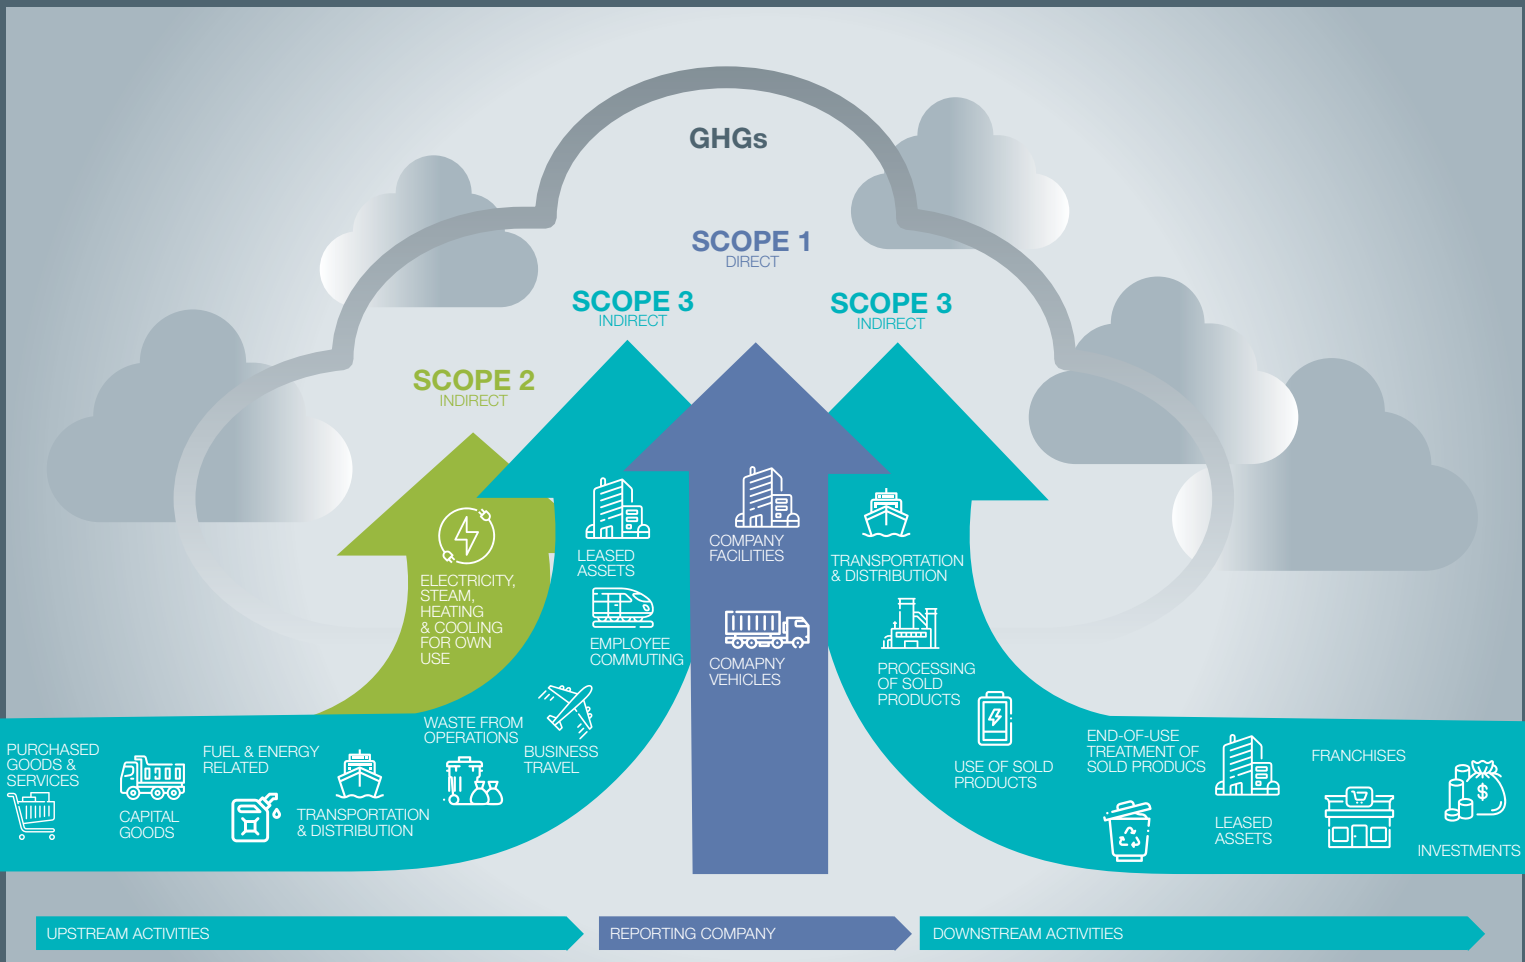 GHGs
SCOPE 1
DIRECT
SCOPE 3
INDIRECT
SCOPE 3
INDIRECT
SCOPE 2
INDIRECT
ELECTRICITY,
STEAM,
HEATING
& COOLING
FOR OWN
USE
LEASED
ASSETS
EMPLOYEE
COMMUTING
COMPANY
FACILITIES
COMAPNY
VEHICLES
TRANSPORTATION
& DISTRIBUTION
PROCESSING
OF SOLD
PRODUCTS
PURCHASED
GOODS &
SERVICES
CAPITAL
GOODS
FUEL & ENERGY
RELATED
TRANSPORTATION
& DISTRIBUTION
WASTE FROM
OPERATIONS
BUSINESS
TRAVEL
USE OF SOLD
PRODUCTS
END-OF-USE
TREATMENT OF
SOLD PRODUCS
LEASED
ASSETS
FRANCHISES
$
INVESTMENTS
UPSTREAM ACTIVITIES
REPORTING COMPANY
DOWNSTREAM ACTIVITIES